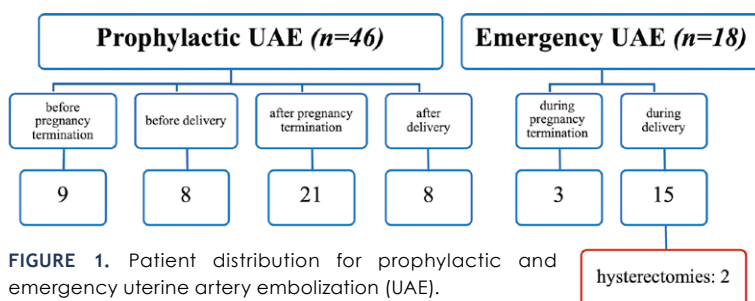 Prophylactic UAE (n=46)
Emergency UAE (n=18)
before
pregnancy
termination
before delivery
after pregnancy
termination
after
delivery
during
pregnancy
termination
during
delivery
9
8
21
8
3
15
hysterectomies: 2
FIGURE 1. Patient distribution for prophylactic and
emergency uterine artery embolization (UAE).